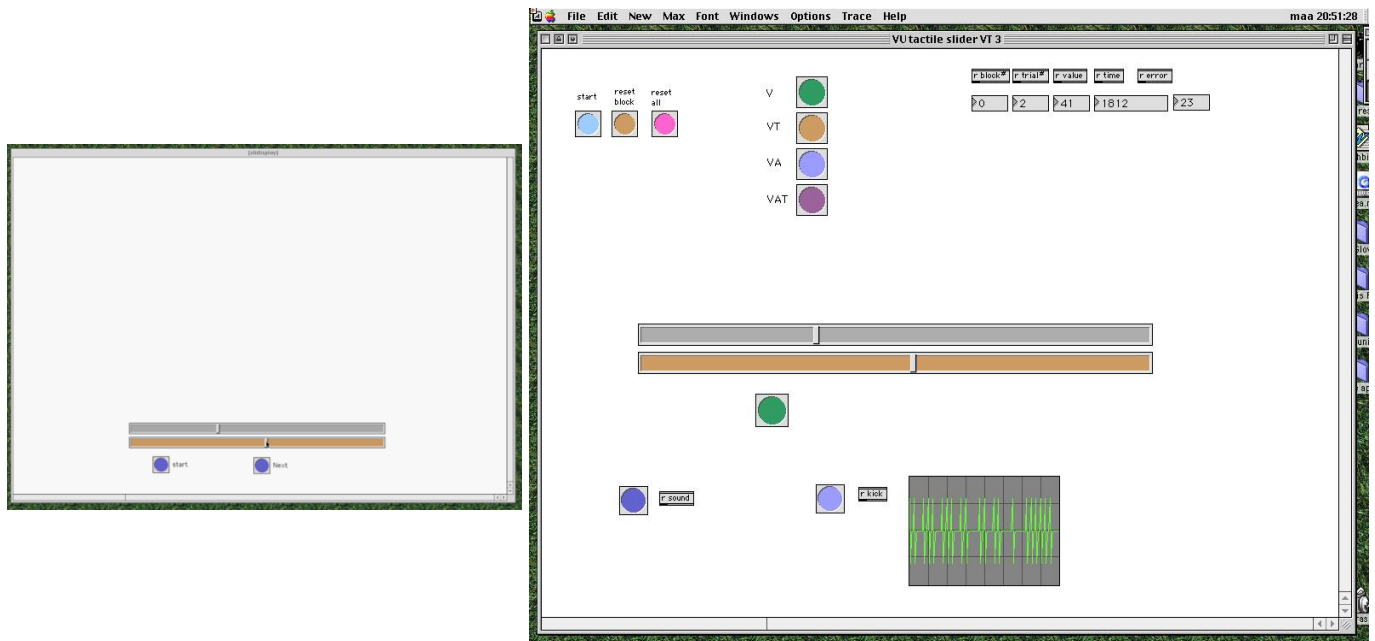 start
Next
File Edit New Max Font Windows Options Trace Help
maa 20:51:28
VU tactile slider VT 3
start
reset
block
reset
all
V
VT
VA
VAT
r block# r trial# r value r time r error
0 2 41 1812 23
r sound
r kick